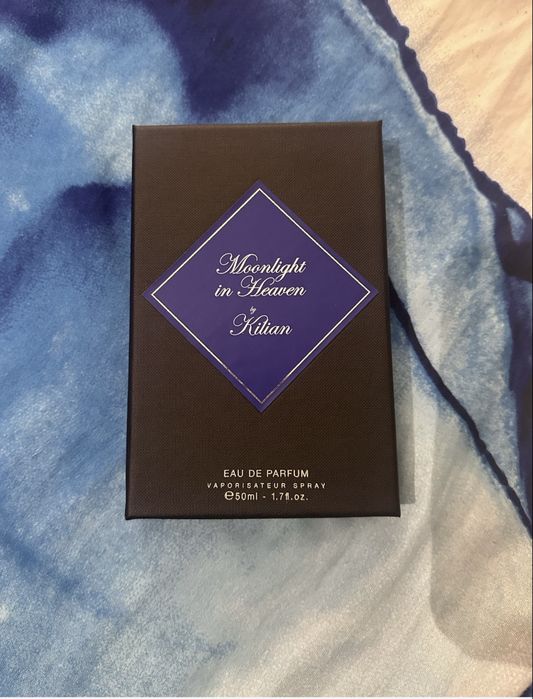 Moonlight
in Heaven
by
Kilian
EAU DE PARFUM
VAPORISATEUR SPRAY
℮50ml - 1.7fl.oz.